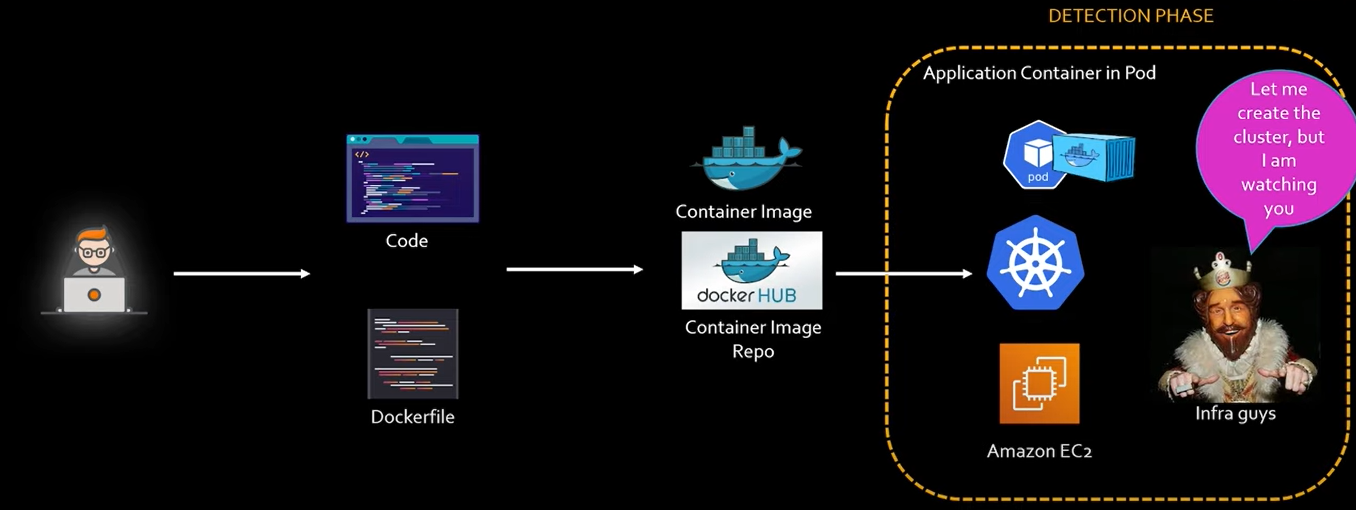 DETECTION PHASE
Application Container in Pod
Let me
create the
cluster, but
I am
watching
you
</>
pod
Code
Container Image
docker HUB
Container Image
Repo
Dockerfile
Amazon EC2
Infra guys